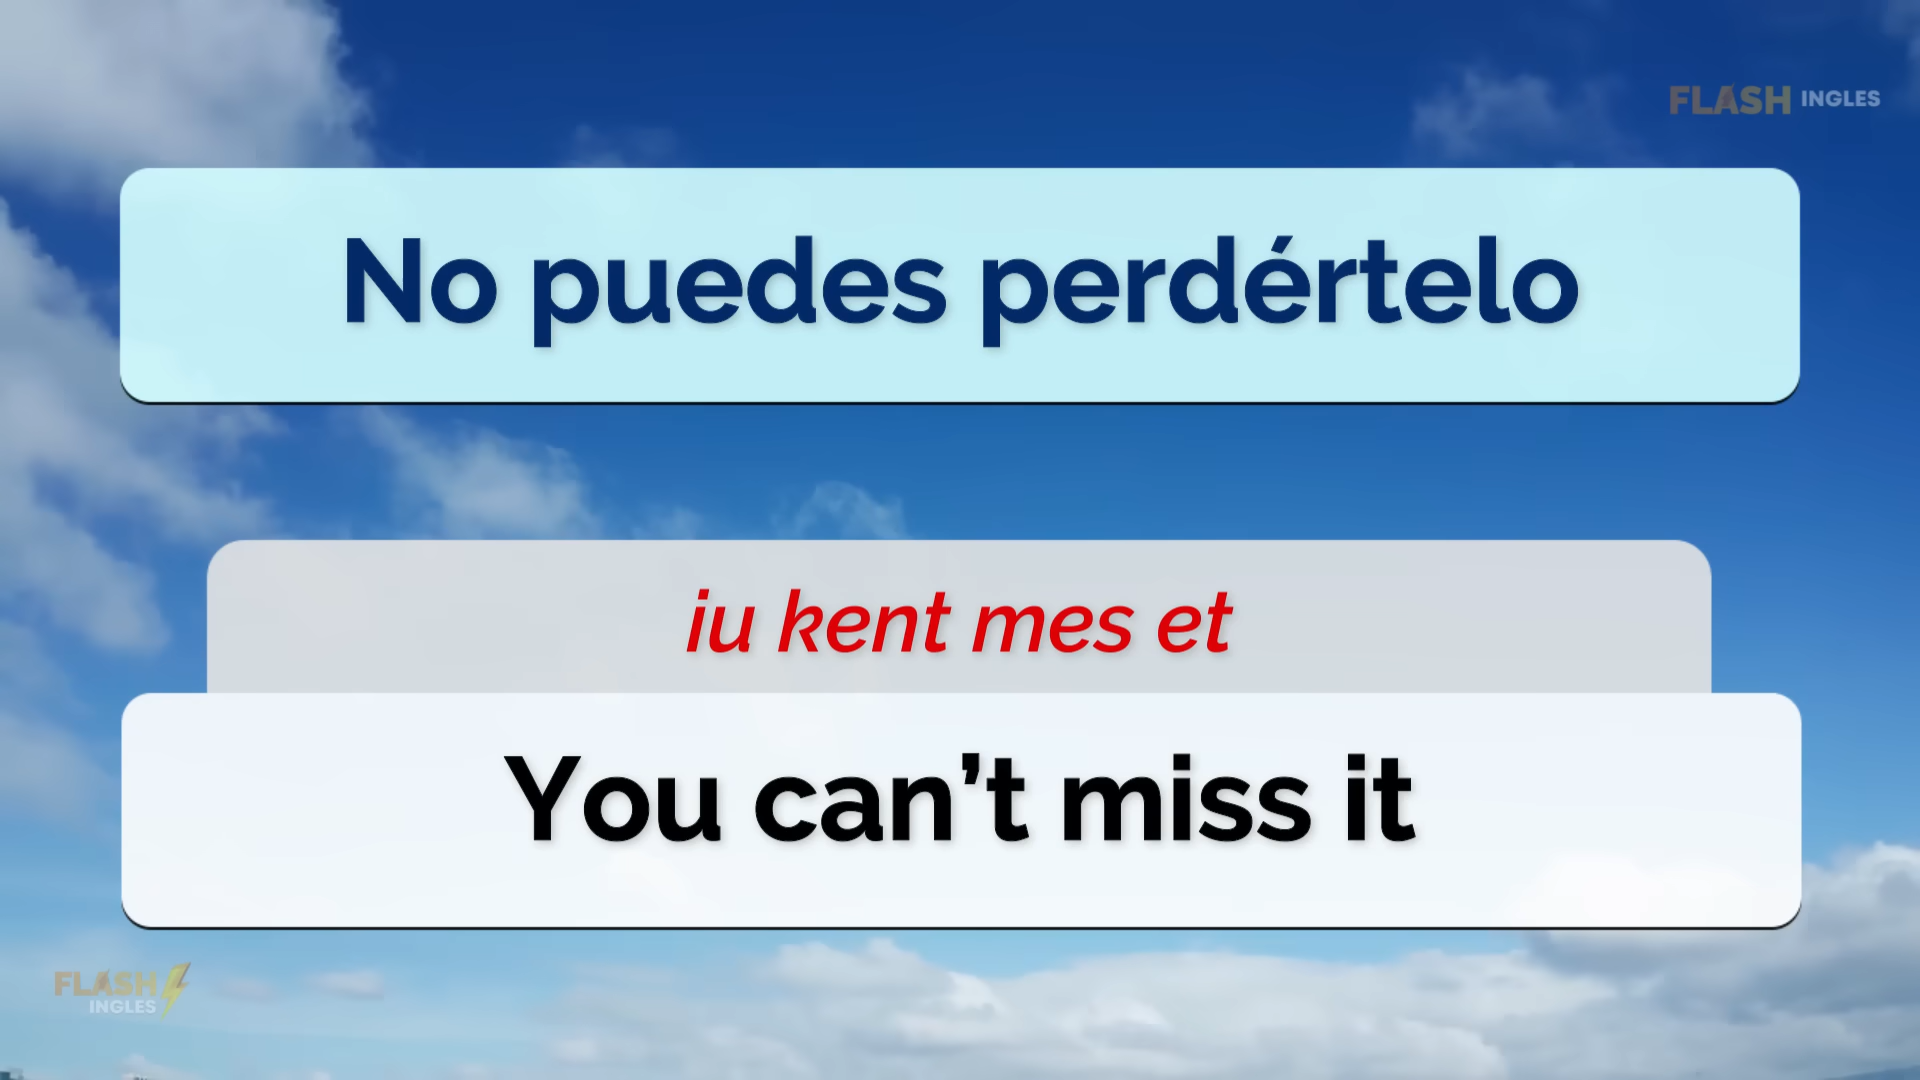 FLASH INGLES
No puedes perdértelo
iu kent mes et
You can’t miss it
FLASH
INGLES